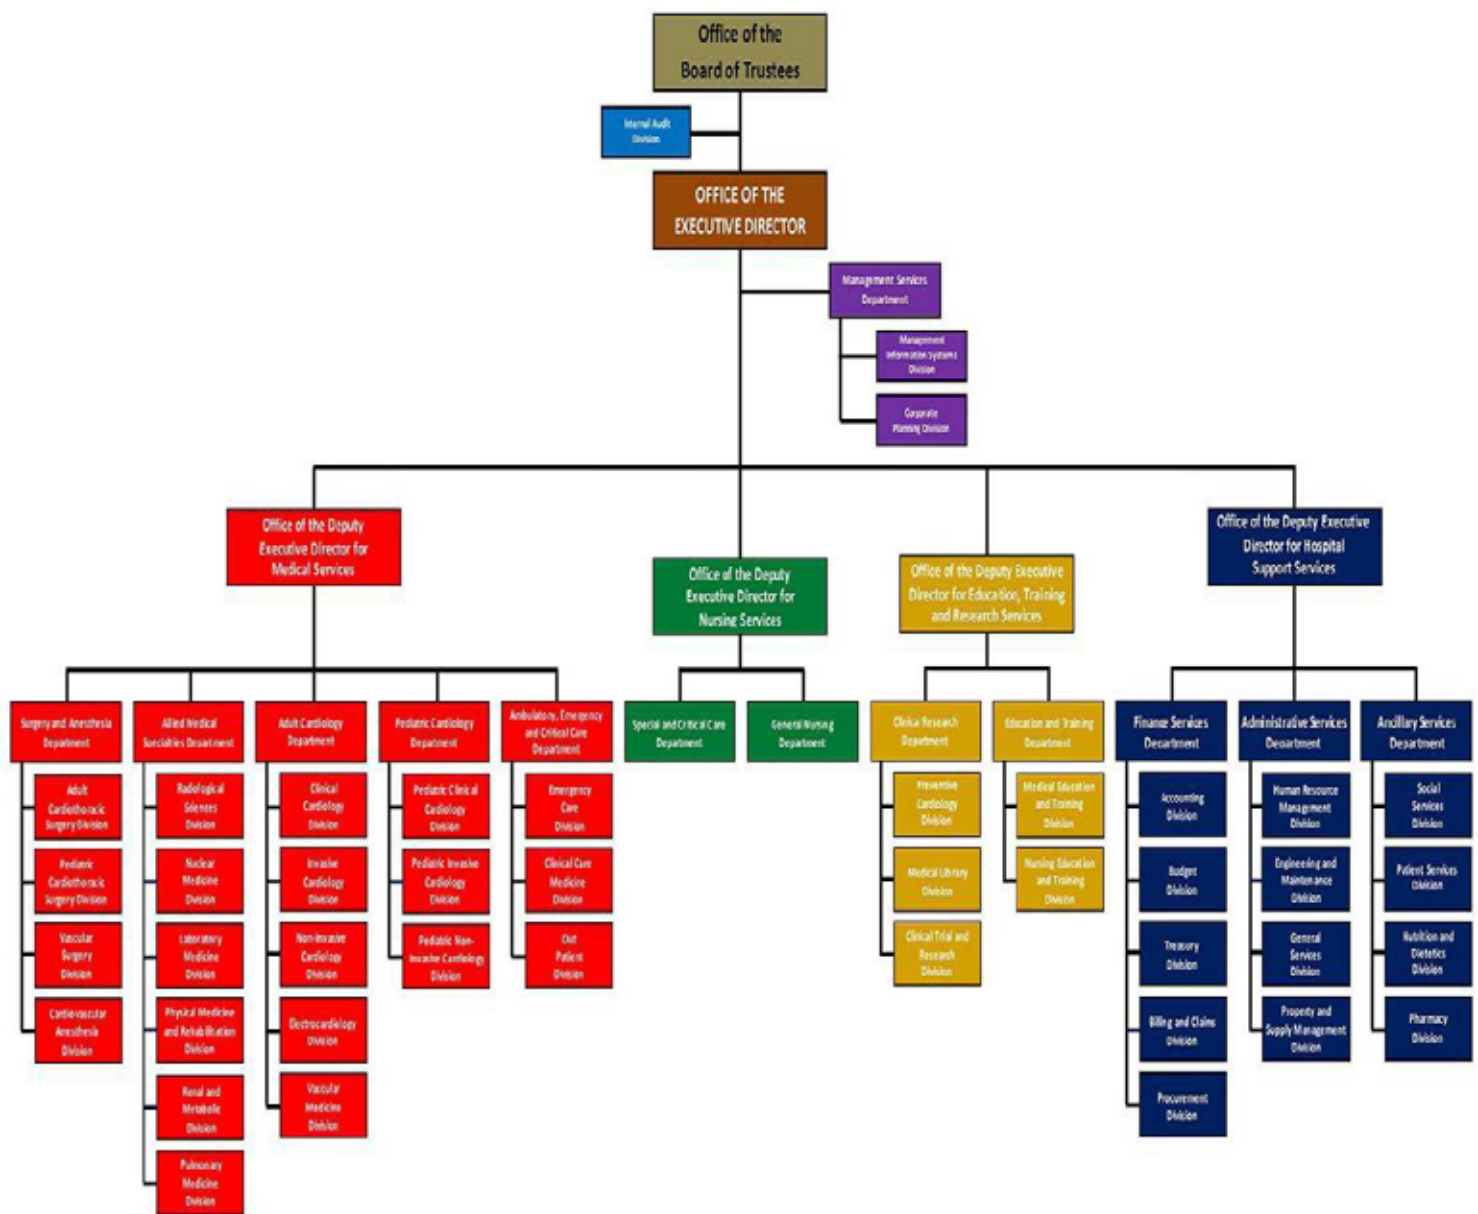 Office of the
Board of Trustees
Internal Audit
Division
OFFICE OF THE
EXECUTIVE DIRECTOR
Management Services
Department
Management
Information Systems
Division
Corporate
Planning Division
Office of the Deputy
Executive Director for
Medical Services
Office of the Deputy
Executive Director for
Nursing Services
Office of the Deputy Executive
Director for Education, Training
and Research Services
Office of the Deputy Executive
Director for Hospital
Support Services
Surgery and Anesthesia
Department
Adult
Cardiothoracic
Surgery Division
Pediatric
Cardiothoracic
Surgery Division
Vascular
Surgery
Division
Cardiovascular
Anesthesia
Division
Allied Medical
Specialties Department
Radiological
Sciences
Division
Nuclear
Medicine
Division
Laboratory
Medicine
Division
Physical Medicine
and Rehabilitation
Division
Renal and
Metabolic
Division
Pulmonary
Medicine
Division
Adult Cardiology
Department
Clinical
Cardiology
Division
Invasive
Cardiology
Division
Non-Invasive
Cardiology
Division
Electrocardiology
Division
Vascular
Medicine
Division
Pediatric Cardiology
Department
Pediatric Clinical
Cardiology
Division
Pediatric Invasive
Cardiology
Division
Pediatric Non-
Invasive Cardiology
Division
Ambulatory, Emergency
and Critical Care
Department
Emergency
Care
Division
Clinical Care
Medicine
Division
Out
Patient
Division
Special and Critical Care
Department
General Nursing
Department
Clinical Research
Department
Preventive
Cardiology
Division
Medical Library
Division
Clinical Trial and
Research
Division
Education and Training
Department
Medical Education
and Training
Division
Nursing Education
and Training
Division
Finance Services
Department
Accounting
Division
Budget
Division
Treasury
Division
Billing and Claims
Division
Procurement
Division
Administrative Services
Department
Human Resource
Management
Division
Engineering and
Maintenance
Division
General
Services
Division
Property and
Supply Management
Division
Ancillary Services
Department
Social
Services
Division
Patient Services
Division
Nutrition and
Dietetics
Division
Pharmacy
Division